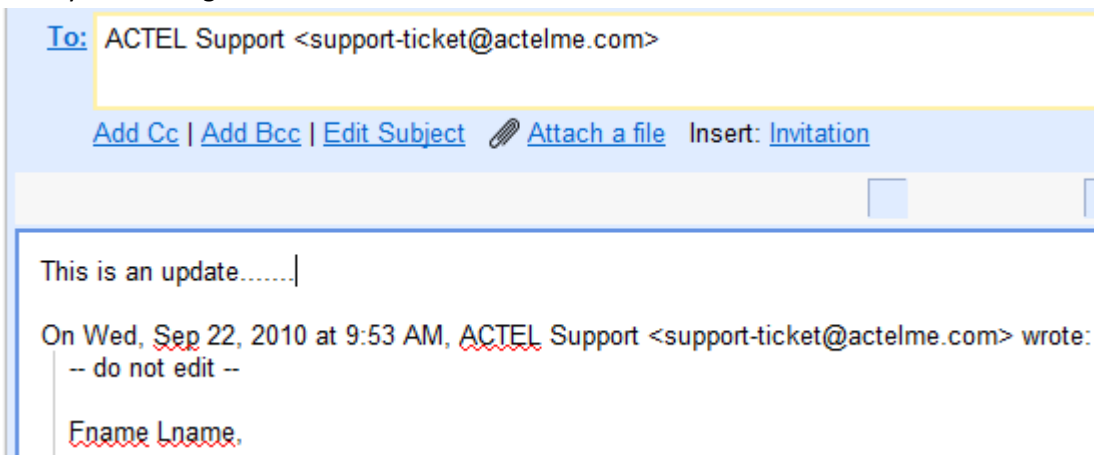 To: ACTEL Support <support-ticket@actelme.com>
Add Cc | Add Bcc | Edit Subject Attach a file Insert: Invitation
This is an update.......
On Wed, Sep 22, 2010 at 9:53 AM, ACTEL Support <support-ticket@actelme.com> wrote:
-- do not edit --
Fname Lname,